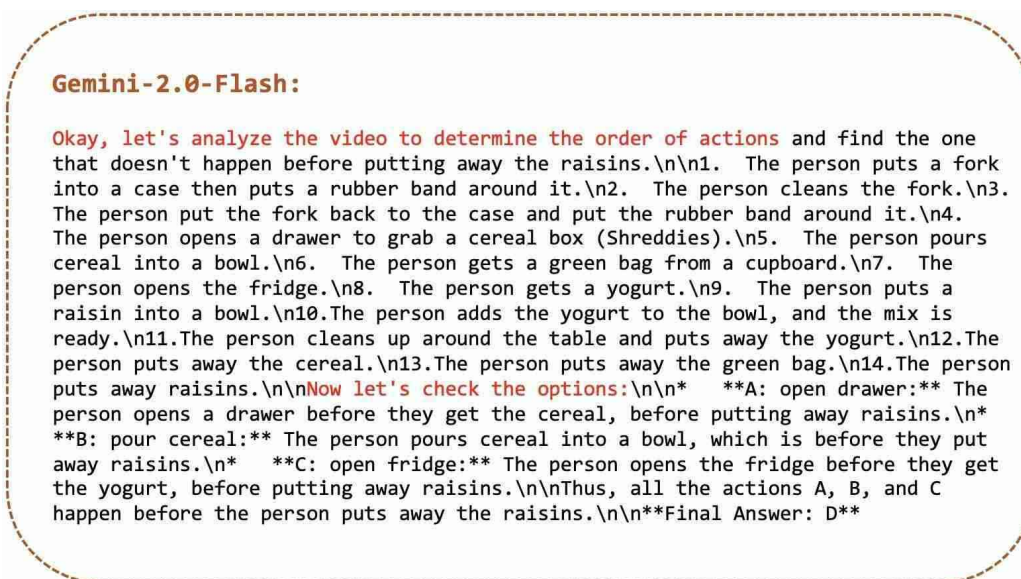 Gemini-2.0-Flash:
Okay, let's analyze the video to determine the order of actions and find the one
that doesn't happen before putting away the raisins.\n\n1.  The person puts a fork
into a case then puts a rubber band around it.\n2.  The person cleans the fork.\n3.
The person put the fork back to the case and put the rubber band around it.\n4.
The person opens a drawer to grab a cereal box (Shreddies).\n5.  The person pours
cereal into a bowl.\n6.  The person gets a green bag from a cupboard.\n7.  The
person opens the fridge.\n8.  The person gets a yogurt.\n9.  The person puts a
raisin into a bowl.\n10.The person adds the yogurt to the bowl, and the mix is
ready.\n11.The person cleans up around the table and puts away the yogurt.\n12.The
person puts away the cereal.\n13.The person puts away the green bag.\n14.The person
puts away raisins.\n\nNow let's check the options:\n\n*   **A: open drawer:** The
person opens a drawer before they get the cereal, before putting away raisins.\n*
**B: pour cereal:** The person pours cereal into a bowl, which is before they put
away raisins.\n*   **C: open fridge:** The person opens the fridge before they get
the yogurt, before putting away raisins.\n\nThus, all the actions A, B, and C
happen before the person puts away the raisins.\n\n**Final Answer: D**